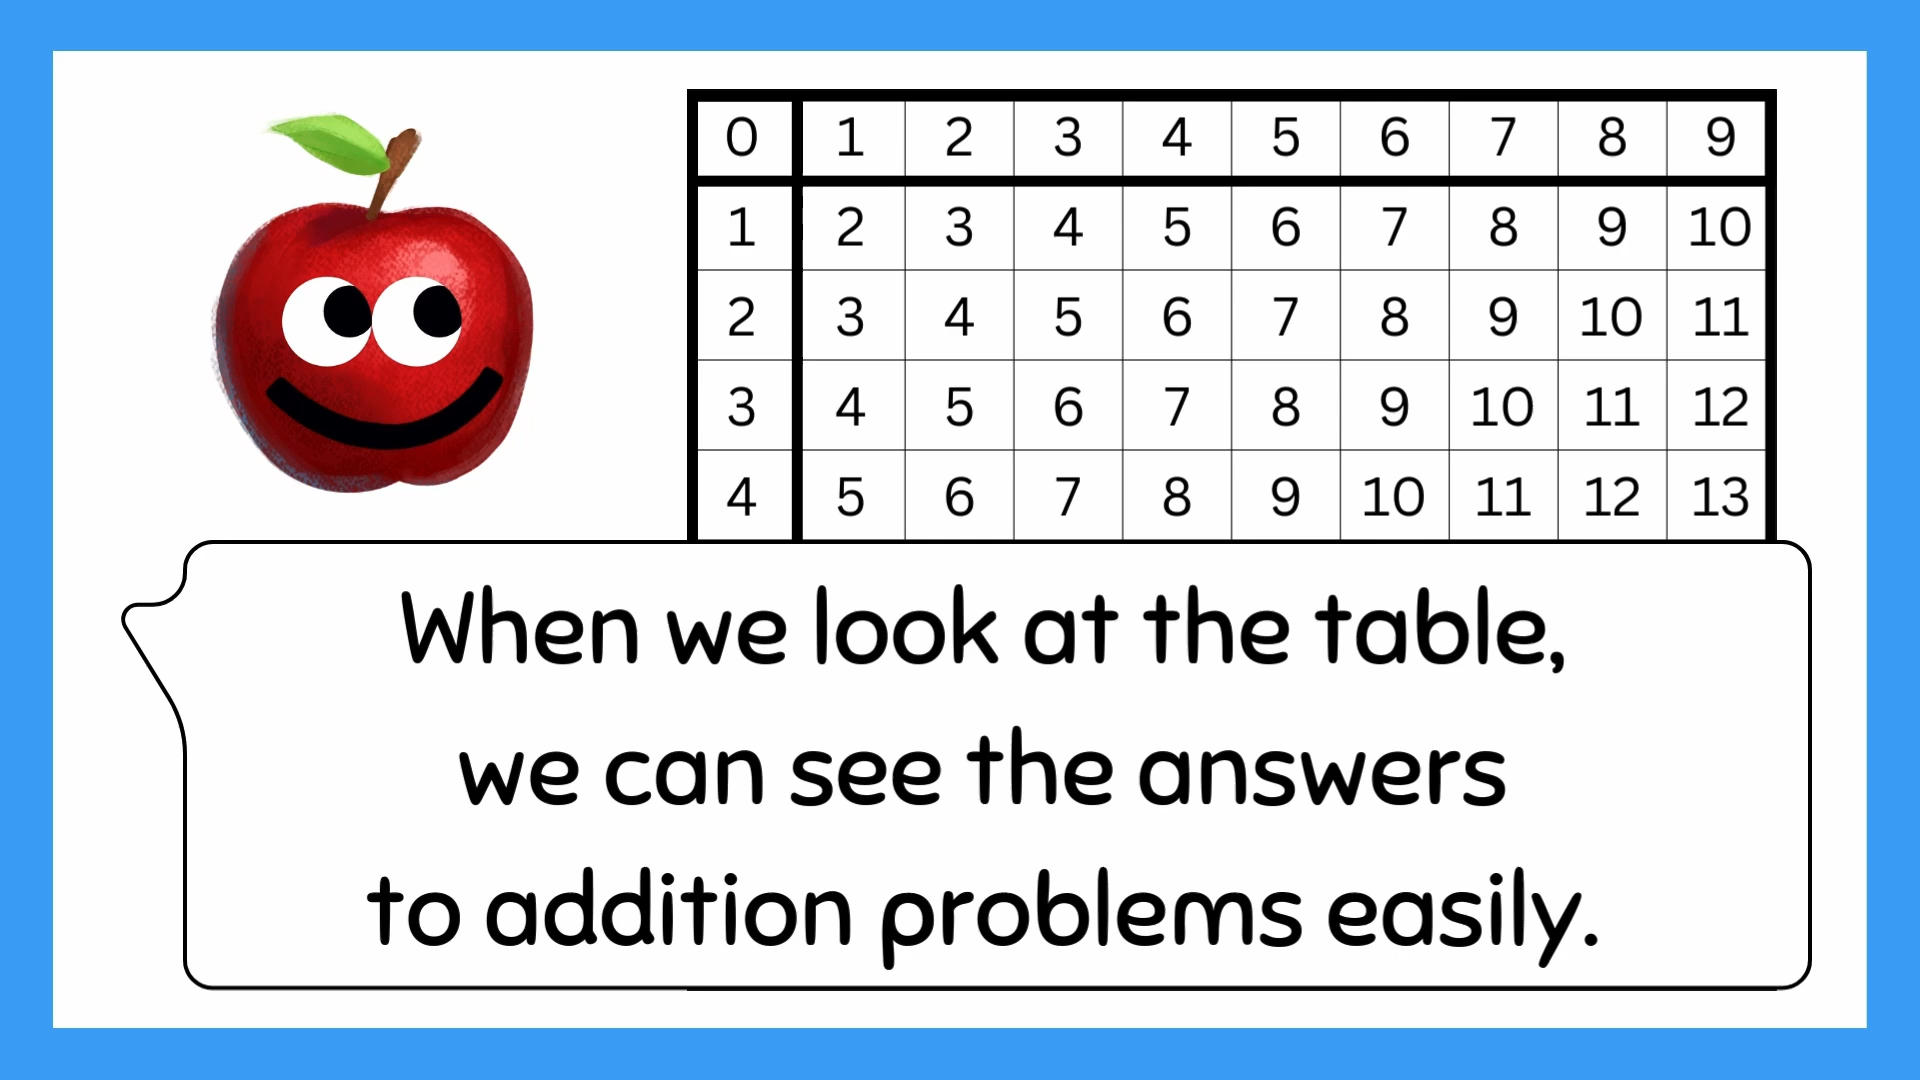 0 1 2 3 4 5 6 7 8 9
1 2 3 4 5 6 7 8 9 10
2 3 4 5 6 7 8 9 10 11
3 4 5 6 7 8 9 10 11 12
4 5 6 7 8 9 10 11 12 13
When we look at the table,
we can see the answers
to addition problems easily.